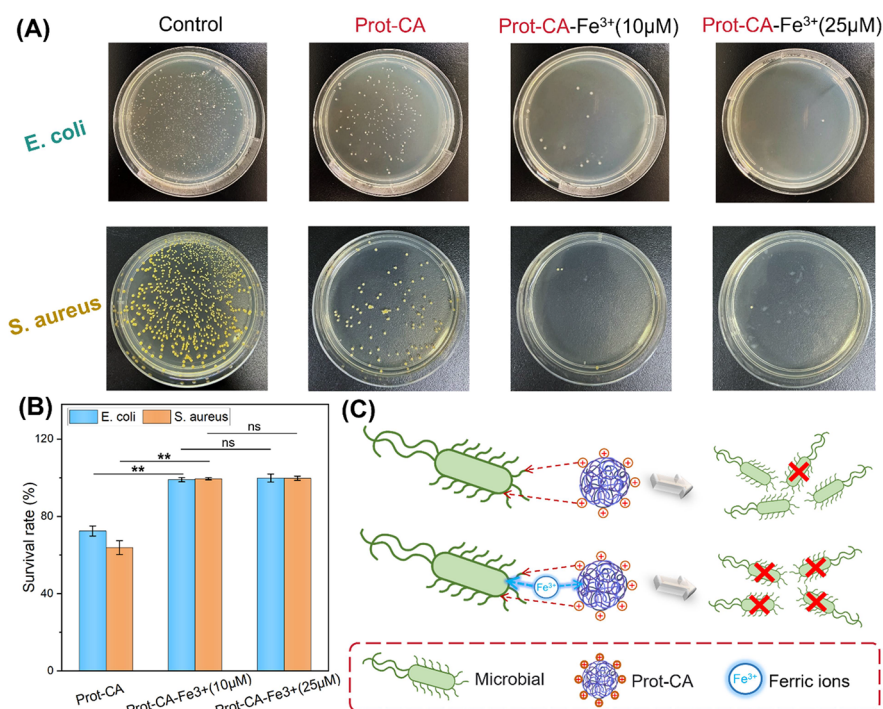 (A)
Control
Prot-CA
Prot-CA-Fe³⁺(10μM)
Prot-CA-Fe³⁺(25μM)
E. coli
S. aureus
(B)
E. coli
S. aureus
ns
ns
**
**
120
80
40
0
Survival rate (%)
Prot-CA
Prot-CA-Fe3+(10μM)
Prot-CA-Fe3+(25μM)
(C)
Fe³⁺
Microbial
Prot-CA
Fe³⁺
Ferric ions